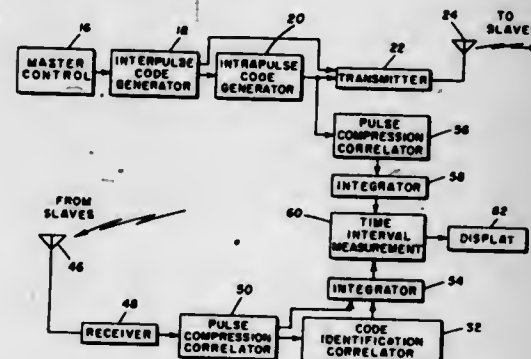 16
18
20
24
TO
SLAVES
MASTER
CONTROL
INTERPULSE
CODE
GENERATOR
INTRAPULSE
CODE
GENERATOR
22
TRANSMITTER
PULSE
COMPRESSION
CORRELATOR
56
INTEGRATOR
58
FROM
SLAVES
46
60
TIME
INTERVAL
MEASUREMENT
62
DISPLAY
INTEGRATOR
54
48
RECEIVER
50
PULSE
COMPRESSION
CORRELATOR
CODE
IDENTIFICATION
CORRELATOR
52